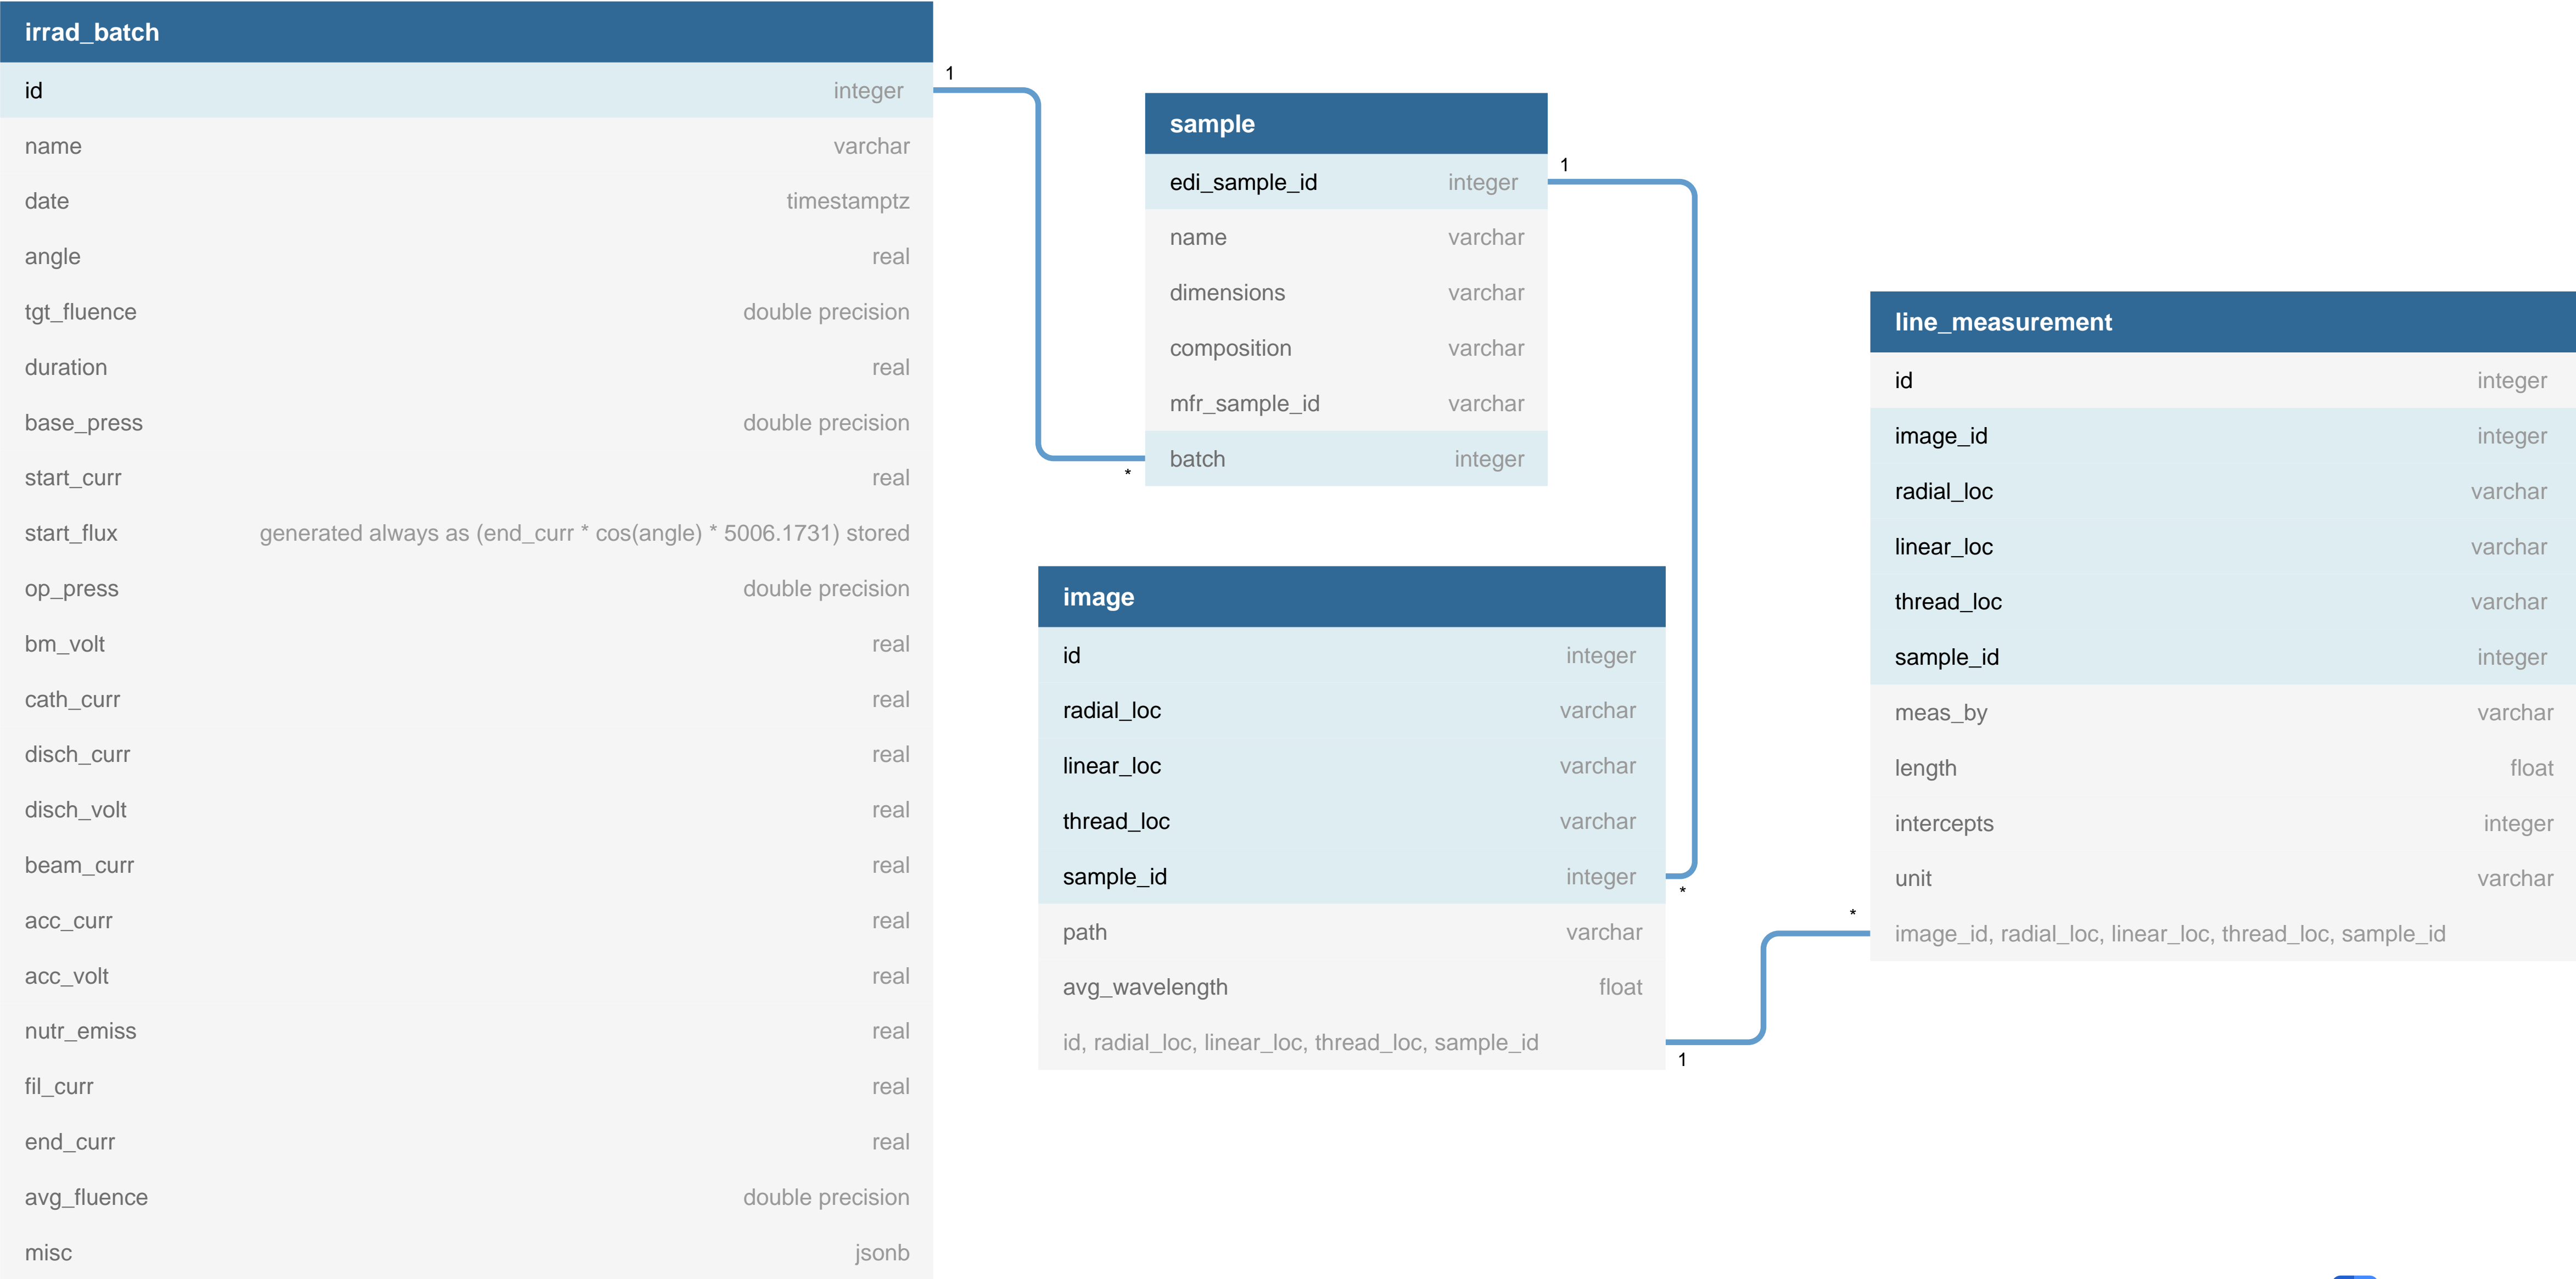 irrad_batch
id integer
name varchar
date timestamptz
angle real
tgt_fluence double precision
duration real
base_press double precision
start_curr real
start_flux generated always as (end_curr * cos(angle) * 5006.1731) stored
op_press double precision
bm_volt real
cath_curr real
disch_curr real
disch_volt real
beam_curr real
acc_curr real
acc_volt real
nutr_emiss real
fil_curr real
end_curr real
avg_fluence double precision
misc jsonb
1
*
sample
edi_sample_id integer
name varchar
dimensions varchar
composition varchar
mfr_sample_id varchar
batch integer
1
*
image
id integer
radial_loc varchar
linear_loc varchar
thread_loc varchar
sample_id integer
path varchar
avg_wavelength float
id, radial_loc, linear_loc, thread_loc, sample_id
1
*
line_measurement
id integer
image_id integer
radial_loc varchar
linear_loc varchar
thread_loc varchar
sample_id integer
meas_by varchar
length float
intercepts integer
unit varchar
image_id, radial_loc, linear_loc, thread_loc, sample_id